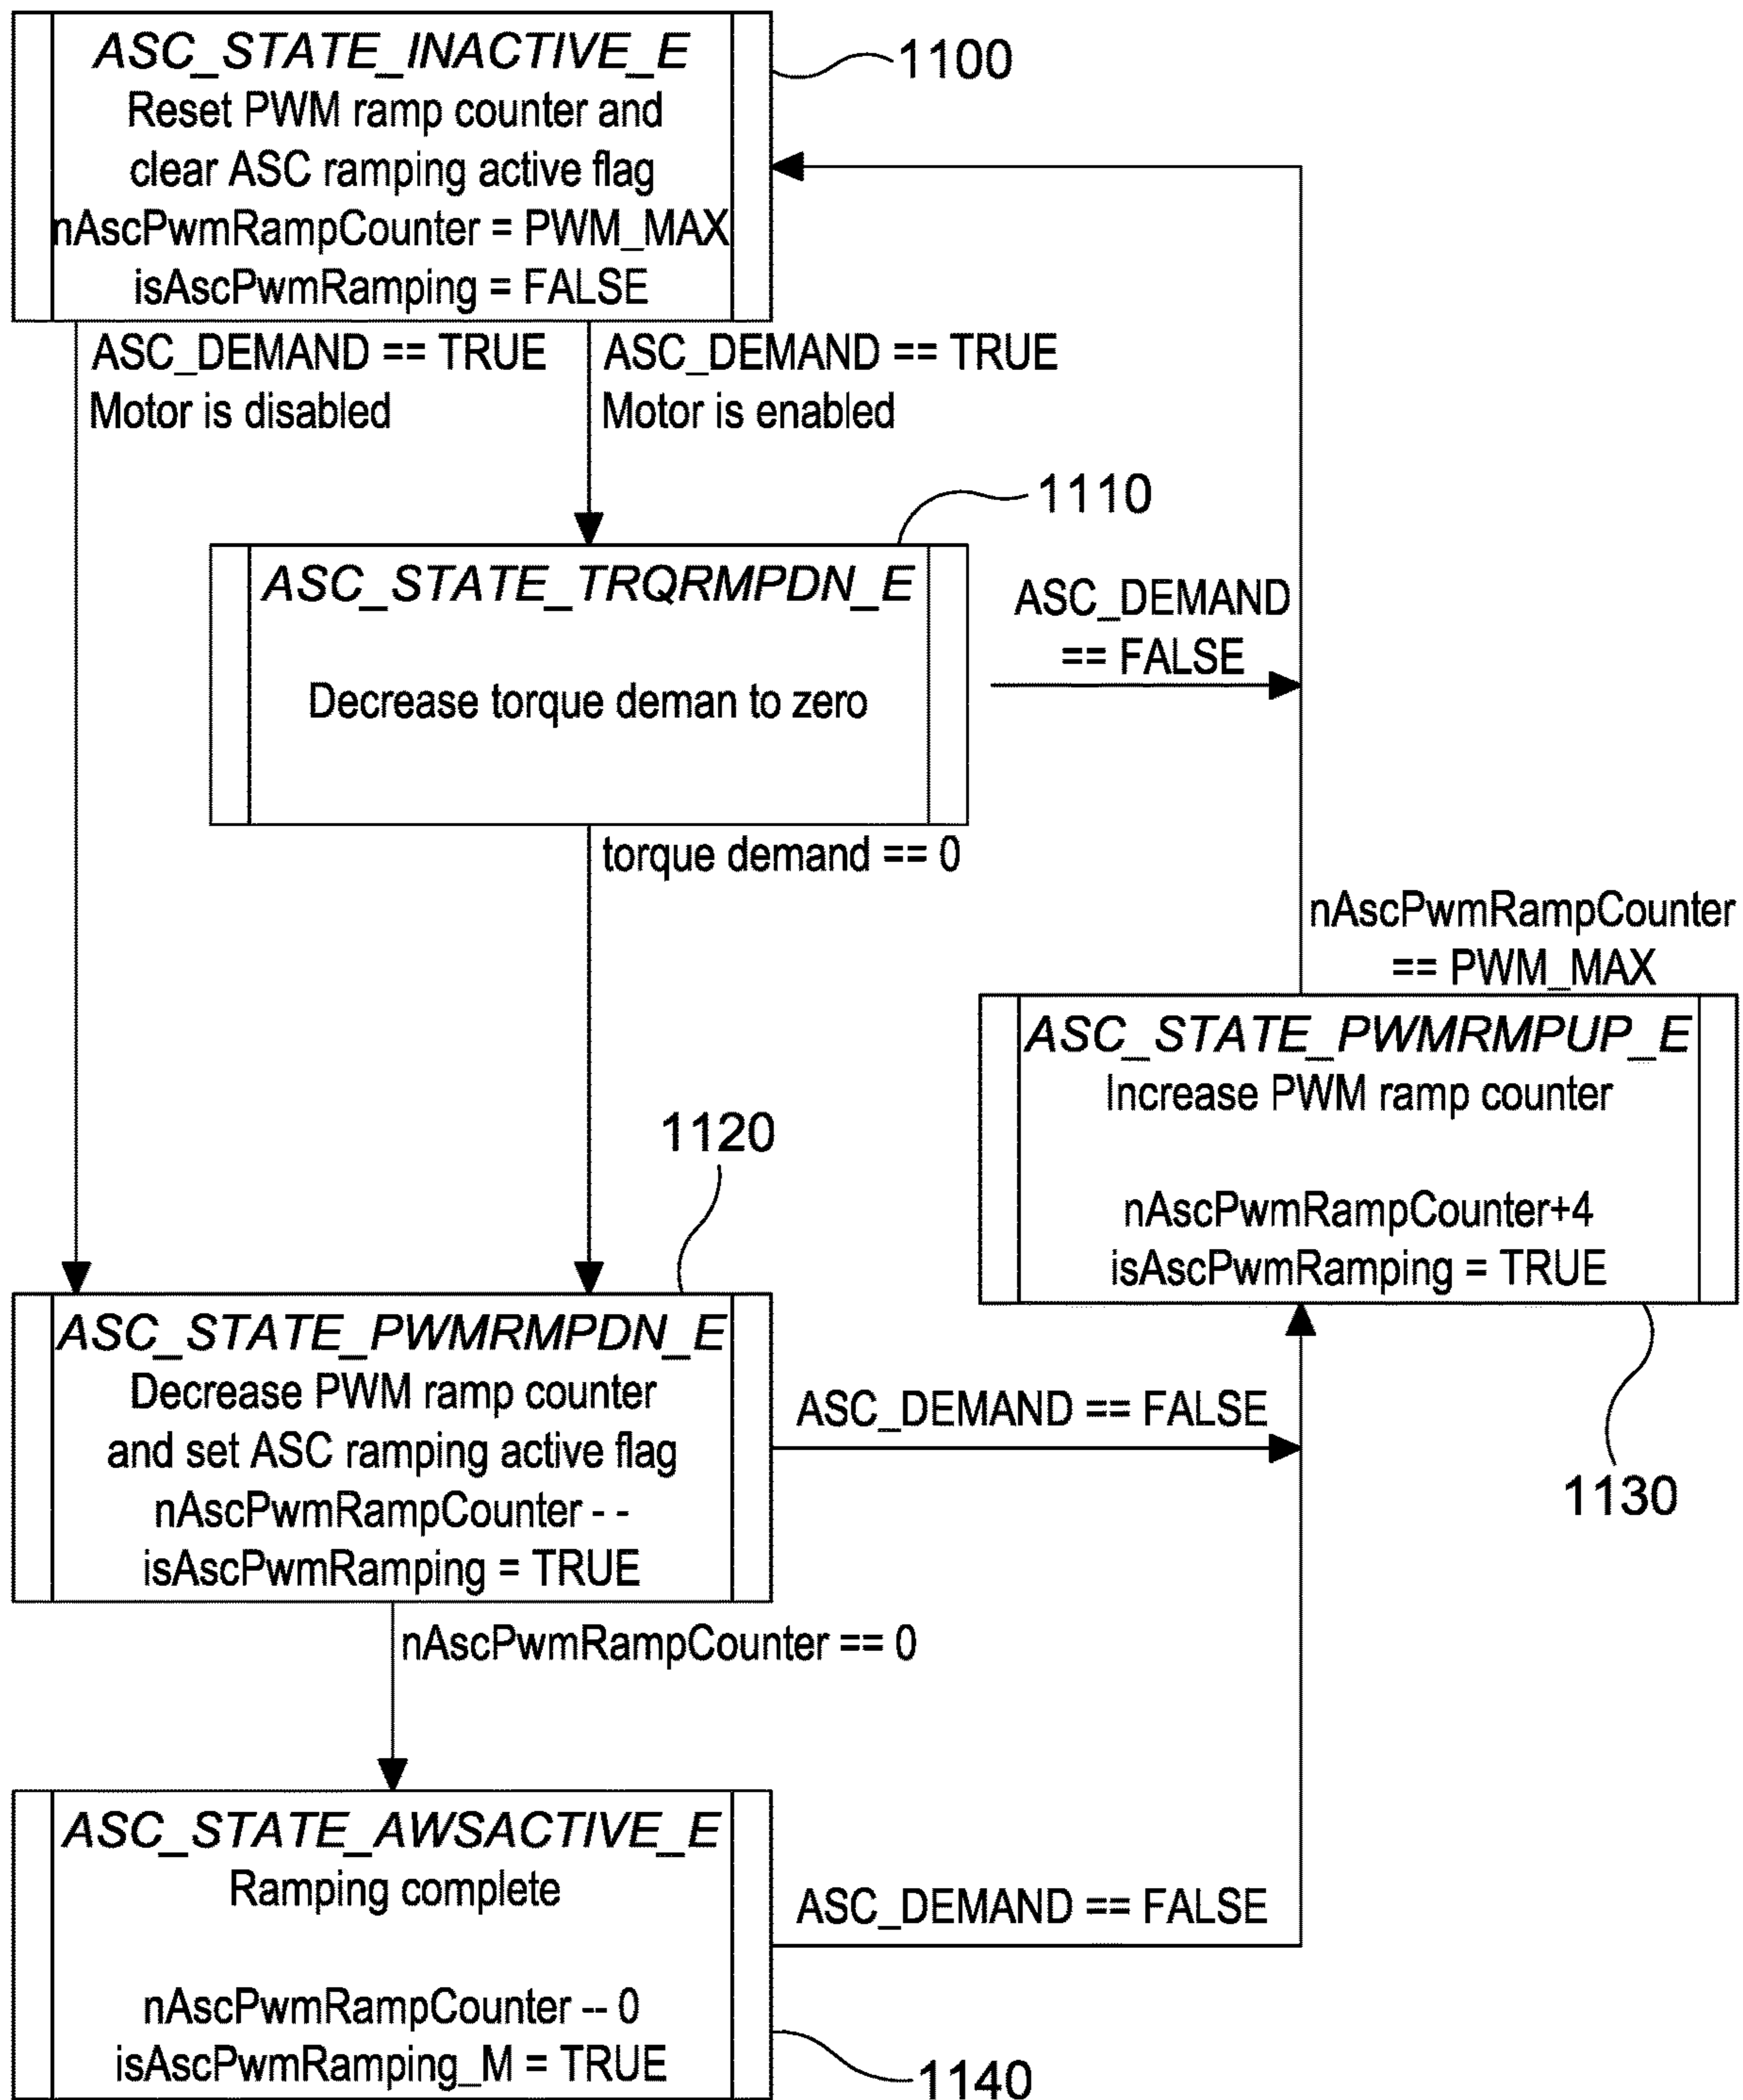 ASC_STATE_INACTIVE_E
Reset PWM ramp counter and
clear ASC ramping active flag
nAscPwmRampCounter = PWM_MAX
isAscPwmRamping = FALSE
1100
ASC_DEMAND == TRUE
Motor is disabled
ASC_DEMAND == TRUE
Motor is enabled
1110
ASC_STATE_TRQRMPDN_E
Decrease torque deman to zero
ASC_DEMAND
== FALSE
torque demand == 0
nAscPwmRampCounter
== PWM_MAX
ASC_STATE_PWMRMPUP_E
Increase PWM ramp counter
nAscPwmRampCounter+4
isAscPwmRamping = TRUE
1130
1120
ASC_STATE_PWMRMPDN_E
Decrease PWM ramp counter
and set ASC ramping active flag
nAscPwmRampCounter - -
isAscPwmRamping = TRUE
ASC_DEMAND == FALSE
nAscPwmRampCounter == 0
ASC_STATE_AWSACTIVE_E
Ramping complete
nAscPwmRampCounter -- 0
isAscPwmRamping_M = TRUE
ASC_DEMAND == FALSE
1140